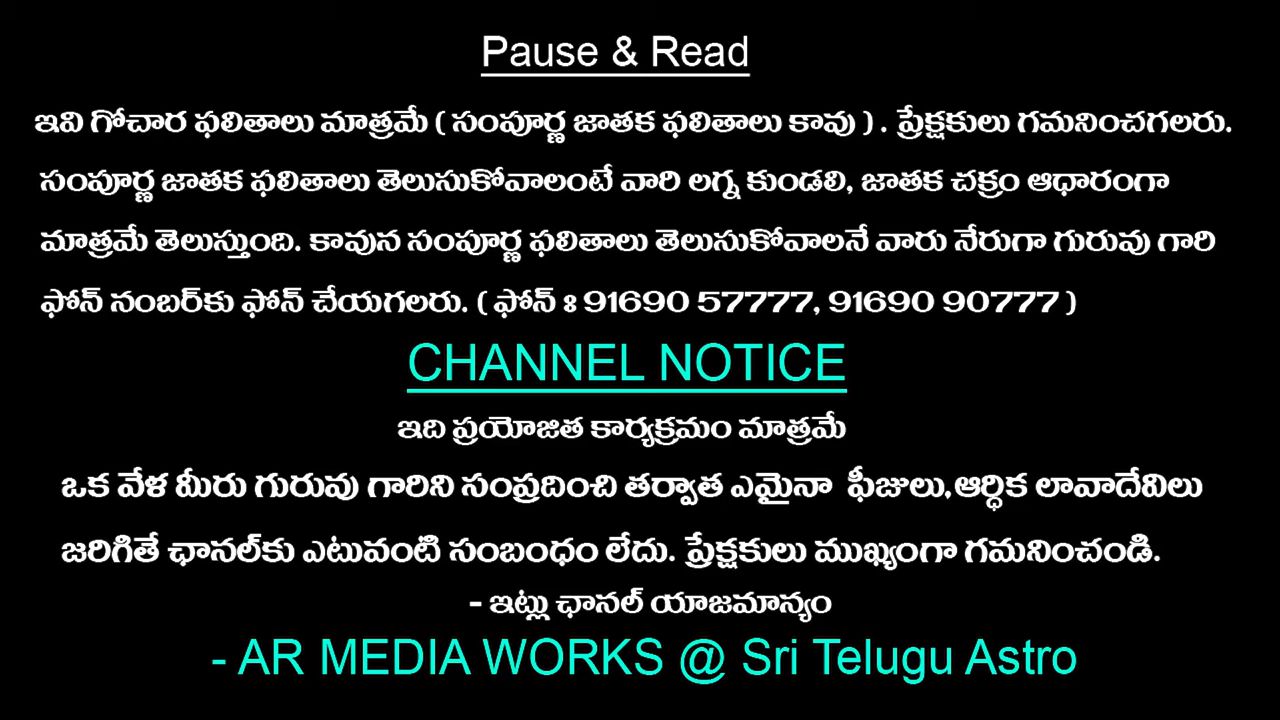 Pause & Read
ఇవి గోచార ఫలితాలు మాత్రమే ( సంపూర్ణ జాతక ఫలితాలు కావు ) . ప్రేక్షకులు గమనించగలరు.
సంపూర్ణ జాతక ఫలితాలు తెలుసుకోవాలంటే వారి లగ్న కుండలి, జాతక చక్రం ఆధారంగా
మాత్రమే తెలుస్తుంది. కావున సంపూర్ణ ఫలితాలు తెలుసుకోవాలనే వారు నేరుగా గురువు గారి
ఫోన్ నంబర్‌కు ఫోన్ చేయగలరు. ( ఫోన్ : 91690 57777, 91690 90777 )
CHANNEL NOTICE
ఇది ప్రయోజిత కార్యక్రమం మాత్రమే
ఒక వేళ మీరు గురువు గారిని సంప్రదించి తర్వాత ఎమైనా ఫీజులు,ఆర్ధిక లావాదేవిలు
జరిగితే ఛానల్‌కు ఎటువంటి సంబంధం లేదు. ప్రేక్షకులు ముఖ్యంగా గమనించండి.
- ఇట్లు ఛానల్ యాజమాన్యం
- AR MEDIA WORKS @ Sri Telugu Astro